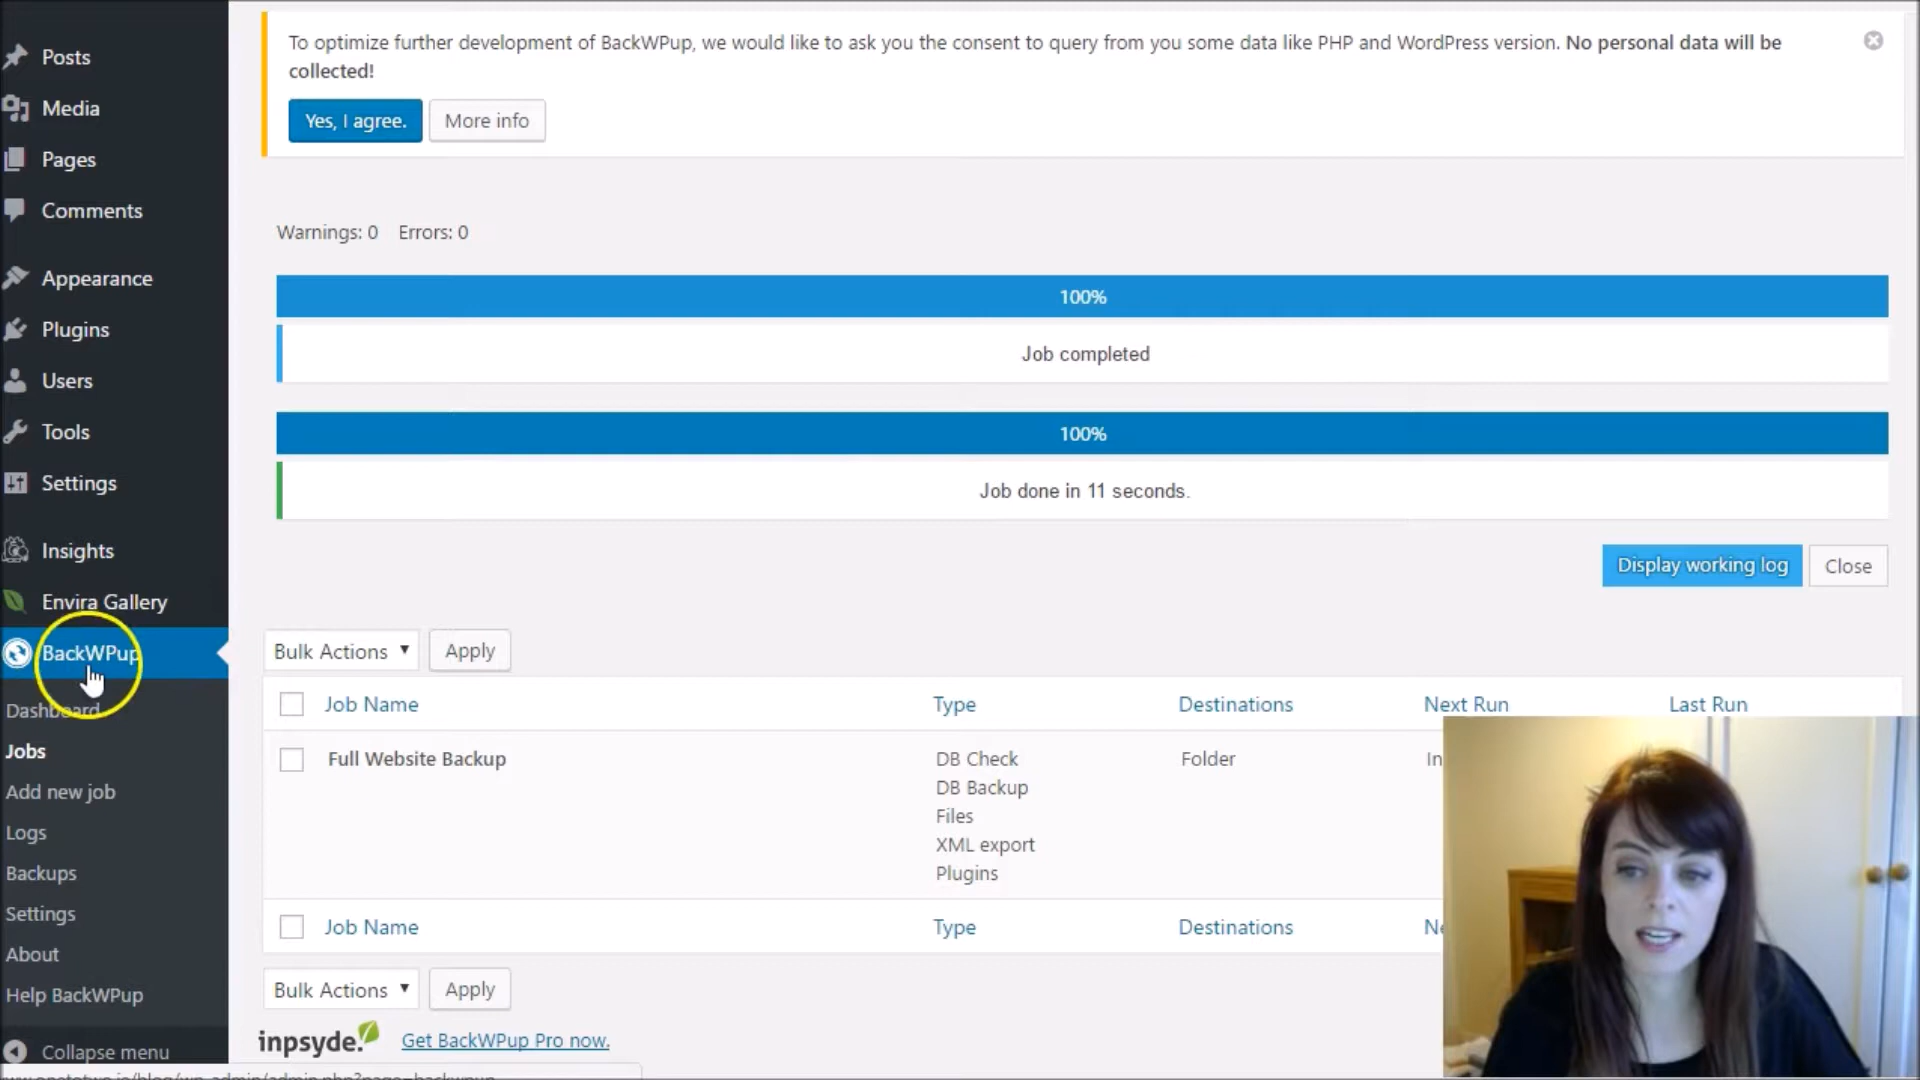 Posts
Media
Pages
Comments
Appearance
Plugins
Users
Tools
Settings
Insights
Envira Gallery
BackWPup
Dashboard
Jobs
Add new job
Logs
Backups
Settings
About
Help BackWPup
Collapse menu
To optimize further development of BackWPup, we would like to ask you the consent to query from you some data like PHP and WordPress version. No personal data will be
collected!
Yes, I agree. More info
Warnings: 0 Errors: 0
100%
Job completed
100%
Job done in 11 seconds.
Display working log Close
Bulk Actions Apply
Job Name Type Destinations Next Run Last Run
Full Website Backup DB Check Folder
DB Backup
Files
XML export
Plugins
Job Name Type Destinations
Bulk Actions Apply
inpsyde. Get BackWPup Pro now.